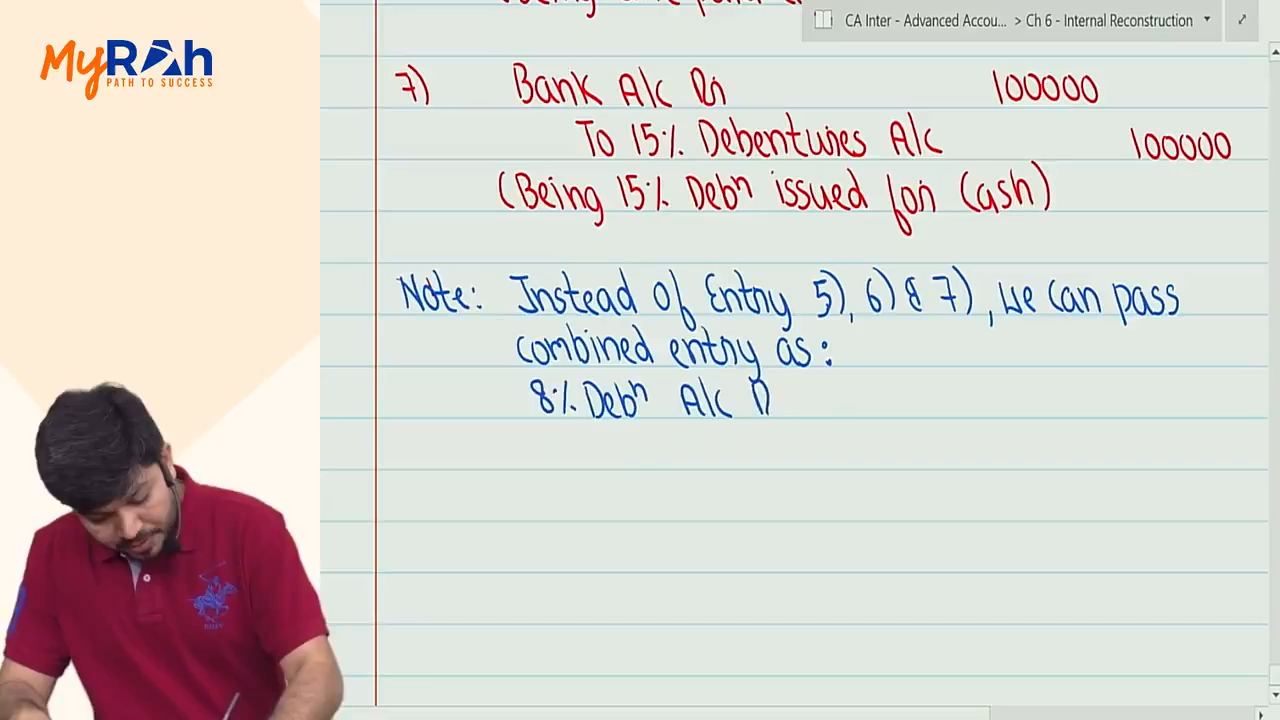 MyRAh
PATH TO SUCCESS
CA Inter - Advanced Accou... > Ch 6 - Internal Reconstruction
7) Bank A/c Dr 100000
To 15% Debentures A/c 100000
(Being 15% Debⁿ issued for Cash)
Note: Instead Of Entry 5), 6) & 7), we can pass
combined entry as:
8% Debⁿ A/c D